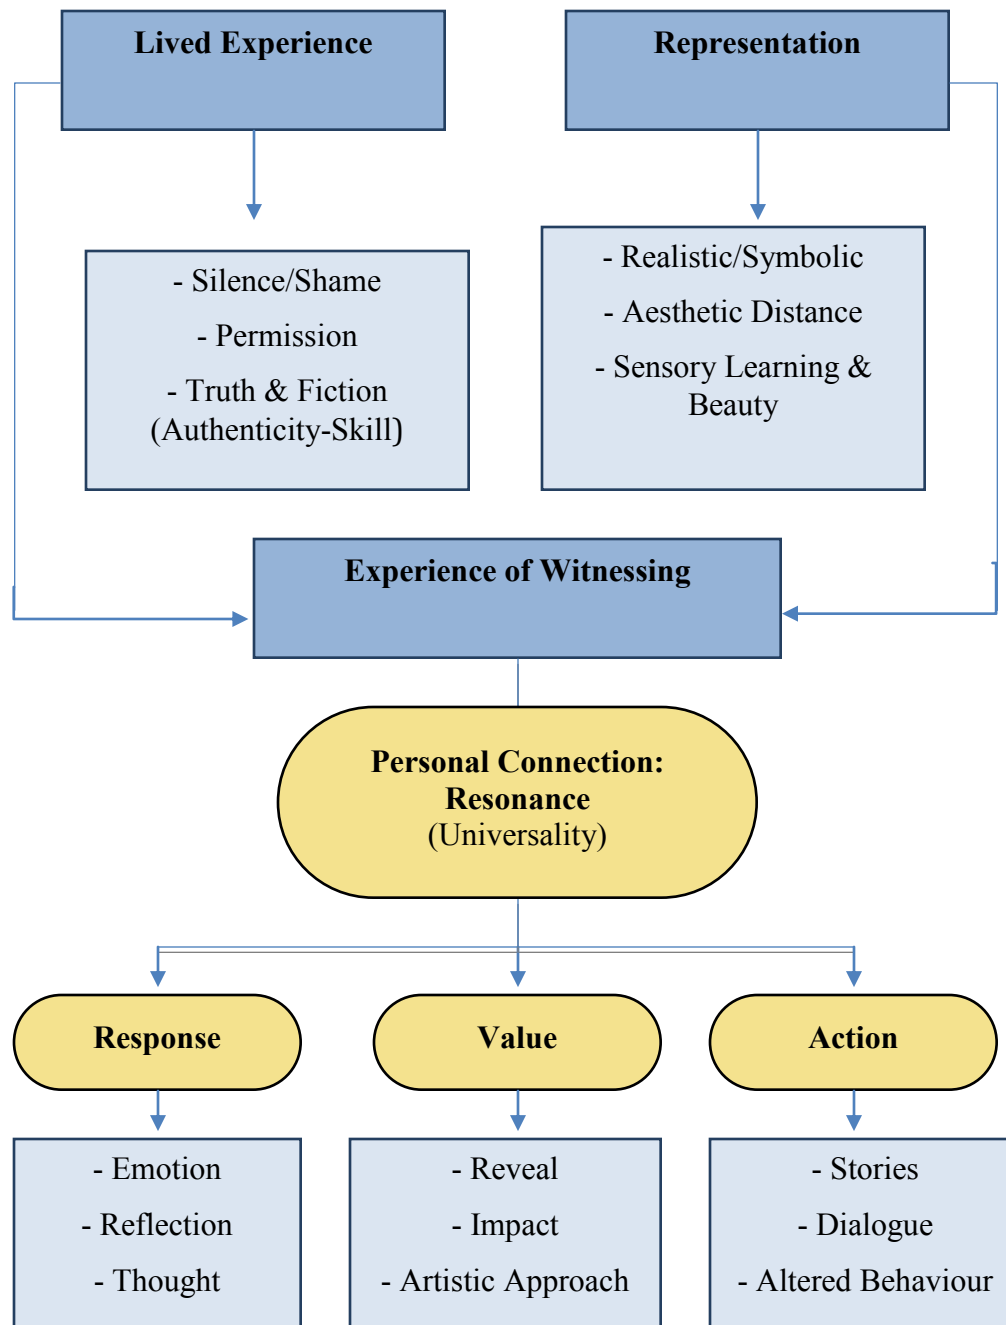 Lived Experience
Representation
- Silence/Shame
- Permission
- Truth & Fiction
(Authenticity-Skill)
- Realistic/Symbolic
- Aesthetic Distance
- Sensory Learning &
Beauty
Experience of Witnessing
Personal Connection:
Resonance
(Universality)
Response
Value
Action
- Emotion
- Reflection
- Thought
- Reveal
- Impact
- Artistic Approach
- Stories
- Dialogue
- Altered Behaviour